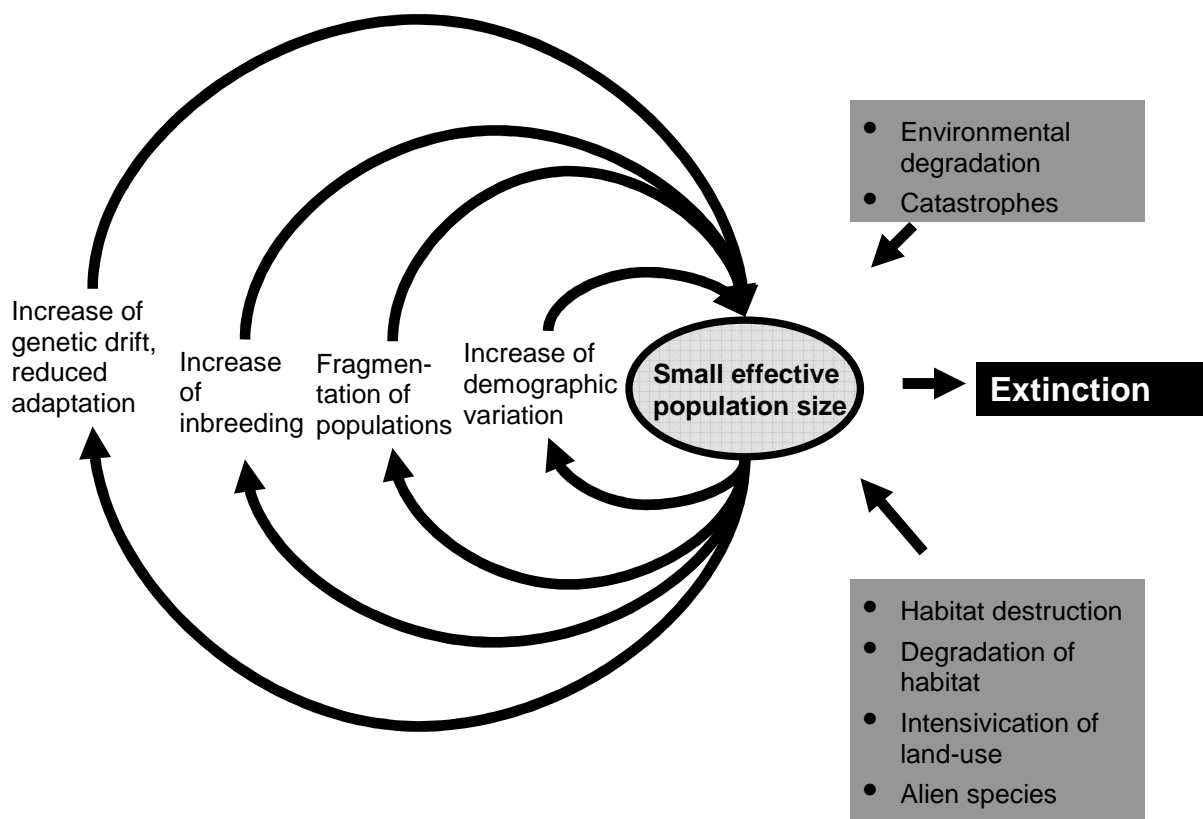 Increase of
genetic drift,
reduced
adaptation
Increase
of
inbreeding
Fragmen-
tation of
populations
Increase of
demographic
variation
Small effective
population size
• Environmental
degradation
• Catastrophes
Extinction
• Habitat destruction
• Degradation of
habitat
• Intensivication of
land-use
• Alien species